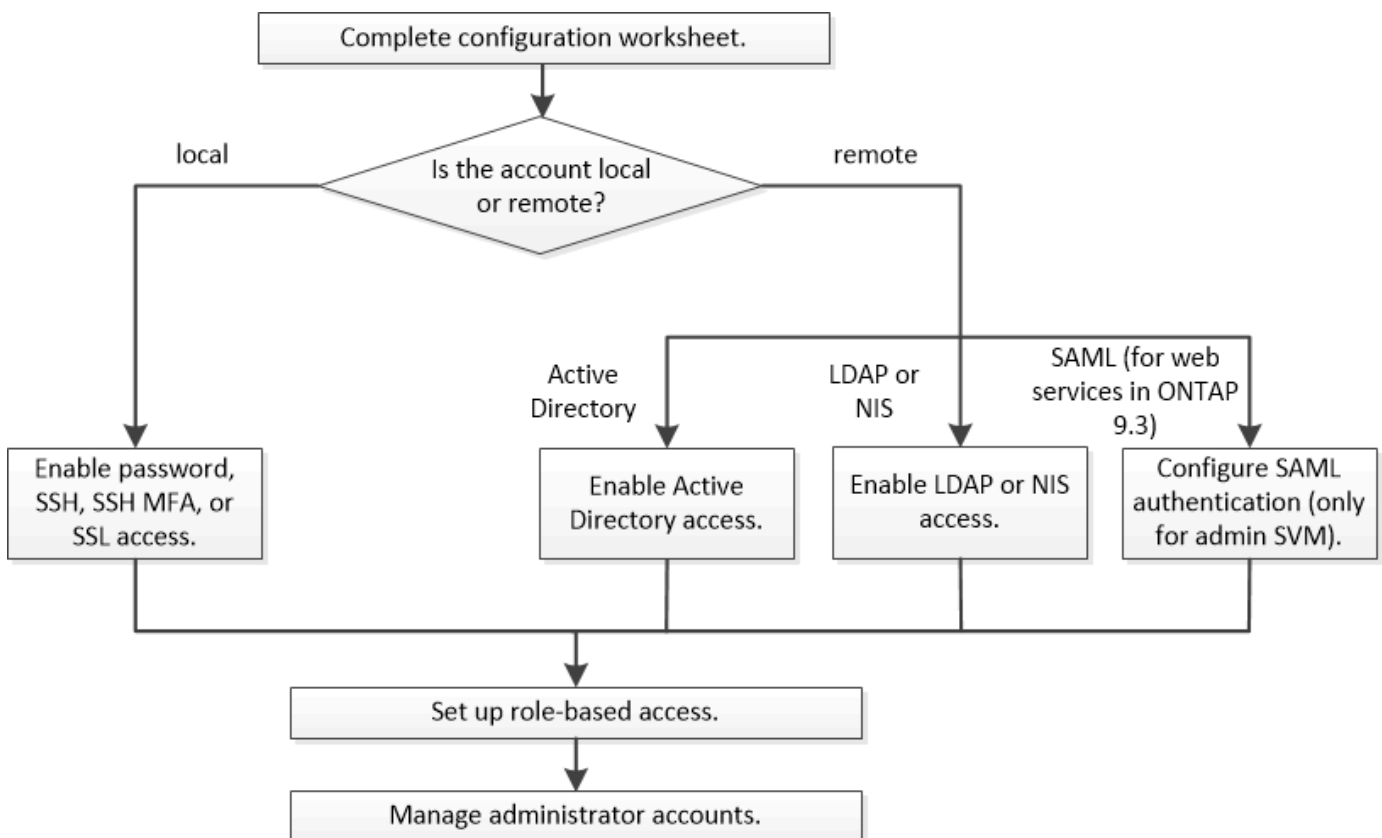 Complete configuration worksheet.
local
remote
Is the account local
or remote?
Active
Directory
LDAP or
NIS
SAML (for web
services in ONTAP
9.3)
Enable password,
SSH, SSH MFA, or
SSL access.
Enable Active
Directory access.
Enable LDAP or NIS
access.
Configure SAML
authentication (only
for admin SVM).
Set up role-based access.
Manage administrator accounts.